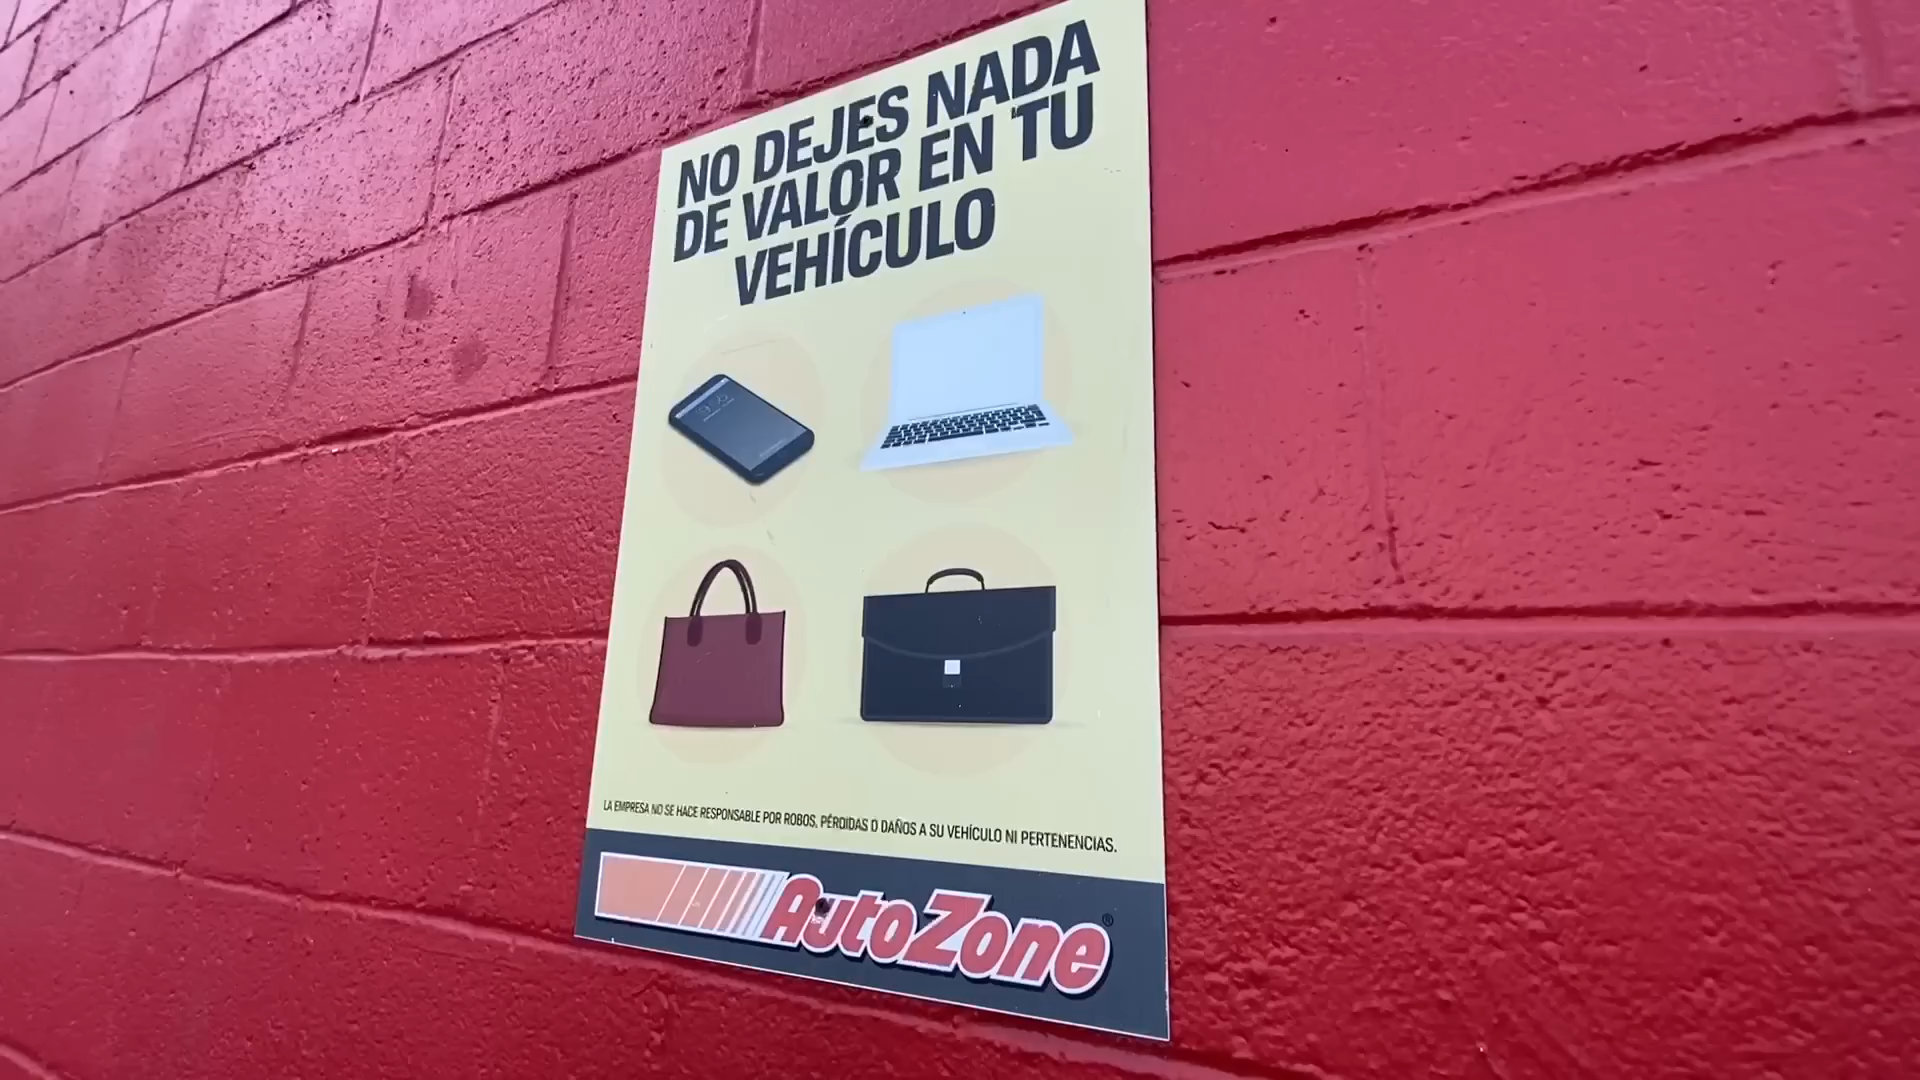 NO DEJES NADA
DE VALOR EN TU
VEHÍCULO
LA EMPRESA NO SE HACE RESPONSABLE POR ROBOS, PÉRDIDAS O DAÑOS A SU VEHÍCULO NI PERTENENCIAS.
AutoZone®